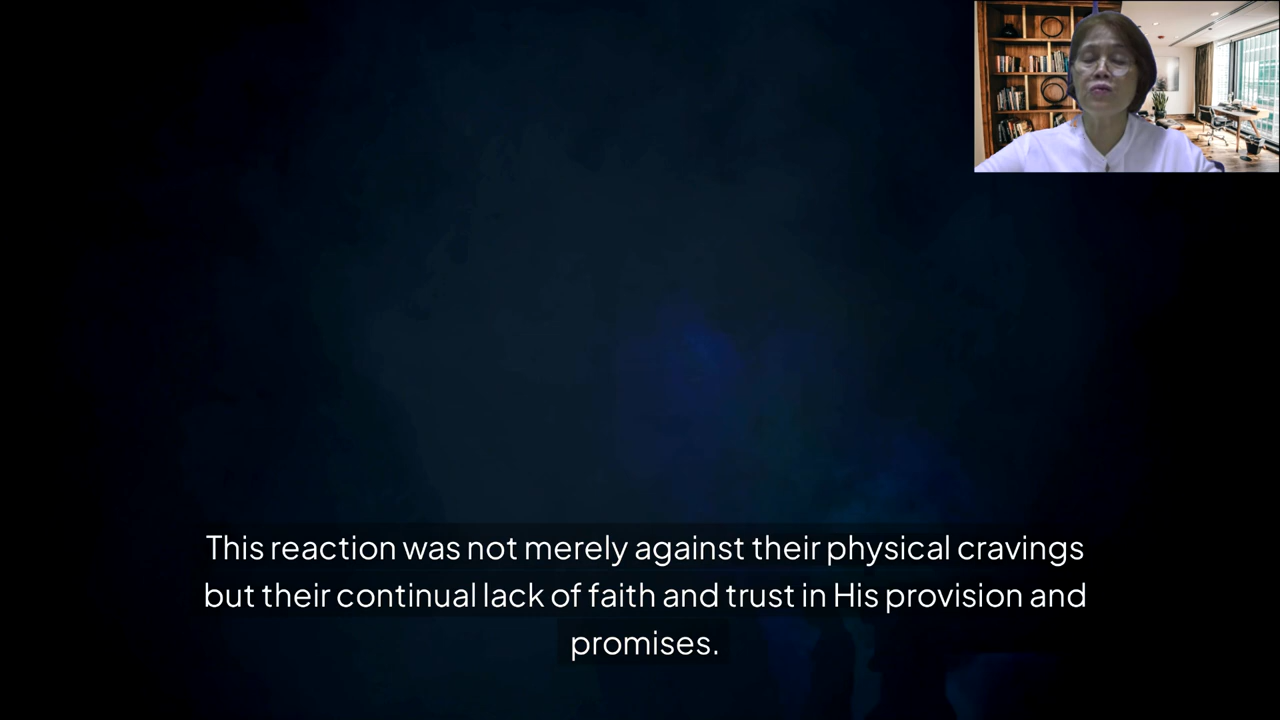 This reaction was not merely against their physical cravings
but their continual lack of faith and trust in His provision and
promises.